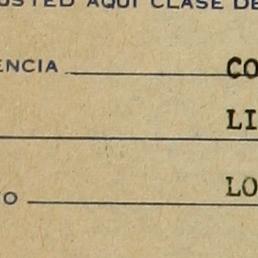 USTED AQUI CLASE DE
ENCIA CO
LI
O LO